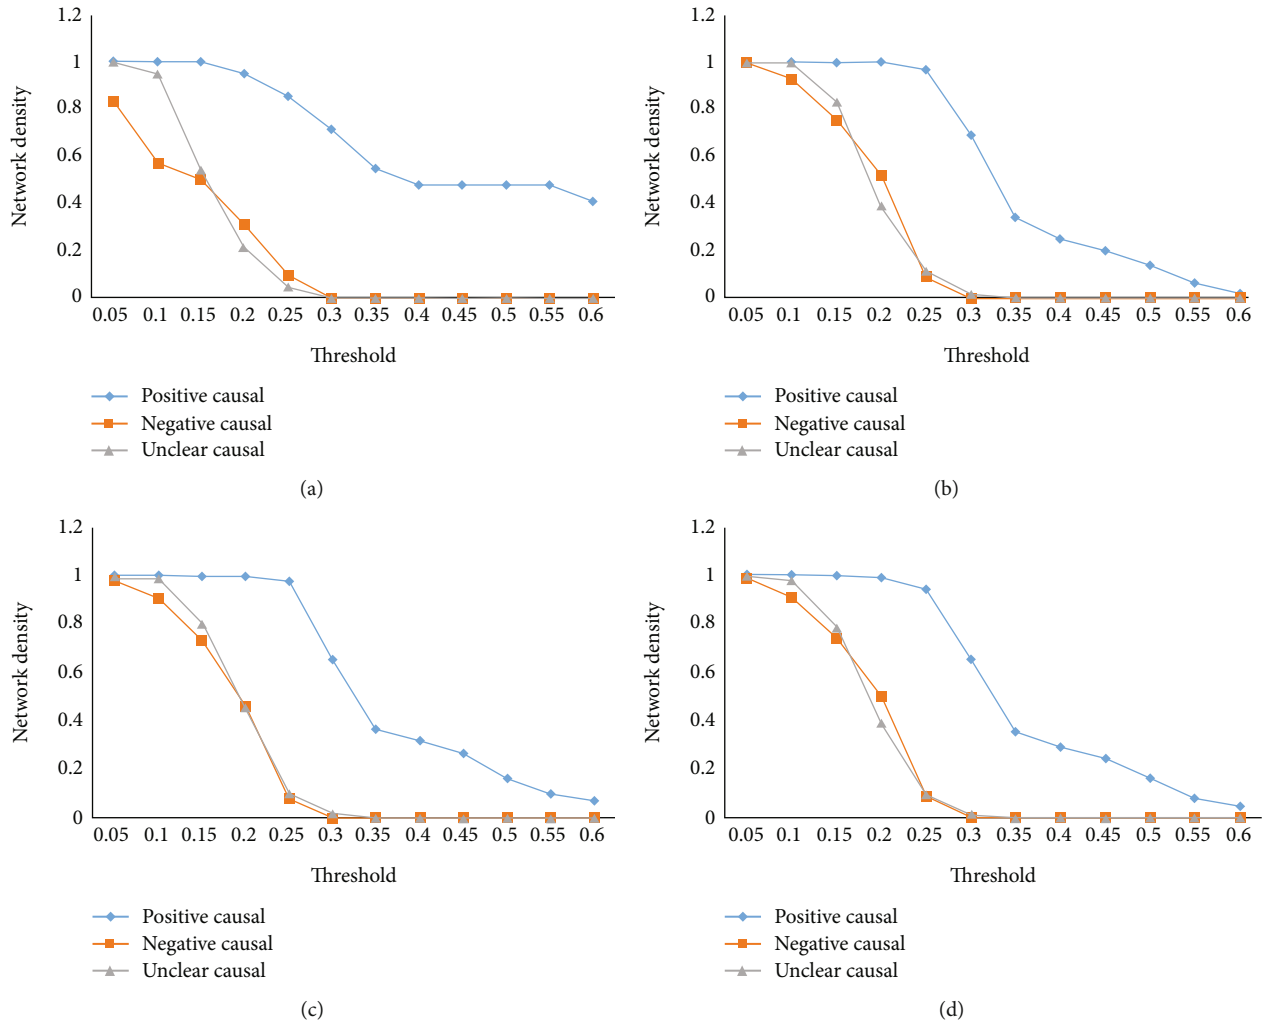 1.2
1
0.8
0.6
0.4
0.2
0
Network density
0.05 0.1 0.15 0.2 0.25 0.3 0.35 0.4 0.45 0.5 0.55 0.6
Threshold
Positive causal
Negative causal
Unclear causal
(a)
1.2
1
0.8
0.6
0.4
0.2
0
Network density
0.05 0.1 0.15 0.2 0.25 0.3 0.35 0.4 0.45 0.5 0.55 0.6
Threshold
Positive causal
Negative causal
Unclear causal
(b)
1.2
1
0.8
0.6
0.4
0.2
0
Network density
0.05 0.1 0.15 0.2 0.25 0.3 0.35 0.4 0.45 0.5 0.55 0.6
Threshold
Positive causal
Negative causal
Unclear causal
(c)
1.2
1
0.8
0.6
0.4
0.2
0
Network density
0.05 0.1 0.15 0.2 0.25 0.3 0.35 0.4 0.45 0.5 0.55 0.6
Threshold
Positive causal
Negative causal
Unclear causal
(d)